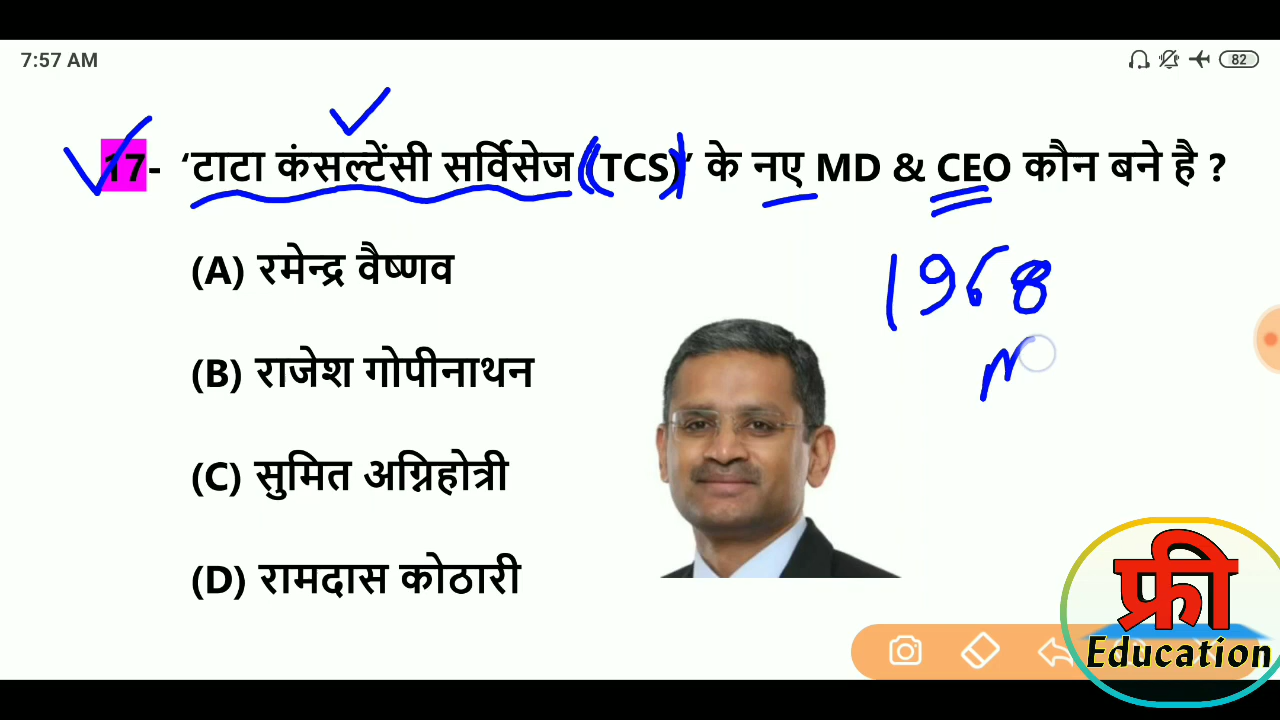 7:57 AM
82
17- ‘टाटा कंसल्टेंसी सर्विसेज (TCS)’ के नए MD & CEO कौन बने है ?
(A) रमेन्द्र वैष्णव
1968
(B) राजेश गोपीनाथन
(C) सुमित अग्निहोत्री
(D) रामदास कोठारी
फ्री
Education